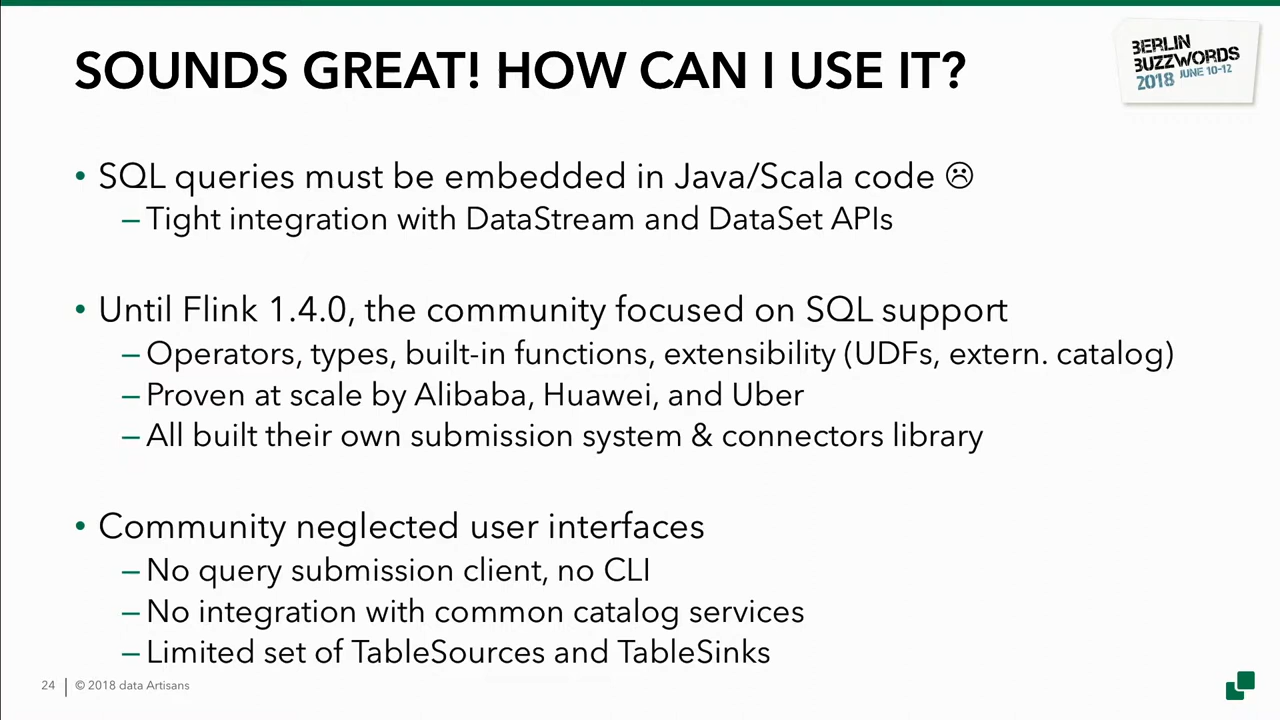 SOUNDS GREAT! HOW CAN I USE IT?
BERLIN
BUZZWORDS
2018 JUNE 10-12
• SQL queries must be embedded in Java/Scala code ☹
– Tight integration with DataStream and DataSet APIs
• Until Flink 1.4.0, the community focused on SQL support
– Operators, types, built-in functions, extensibility (UDFs, extern. catalog)
– Proven at scale by Alibaba, Huawei, and Uber
– All built their own submission system & connectors library
• Community neglected user interfaces
– No query submission client, no CLI
– No integration with common catalog services
– Limited set of TableSources and TableSinks
24 | © 2018 data Artisans